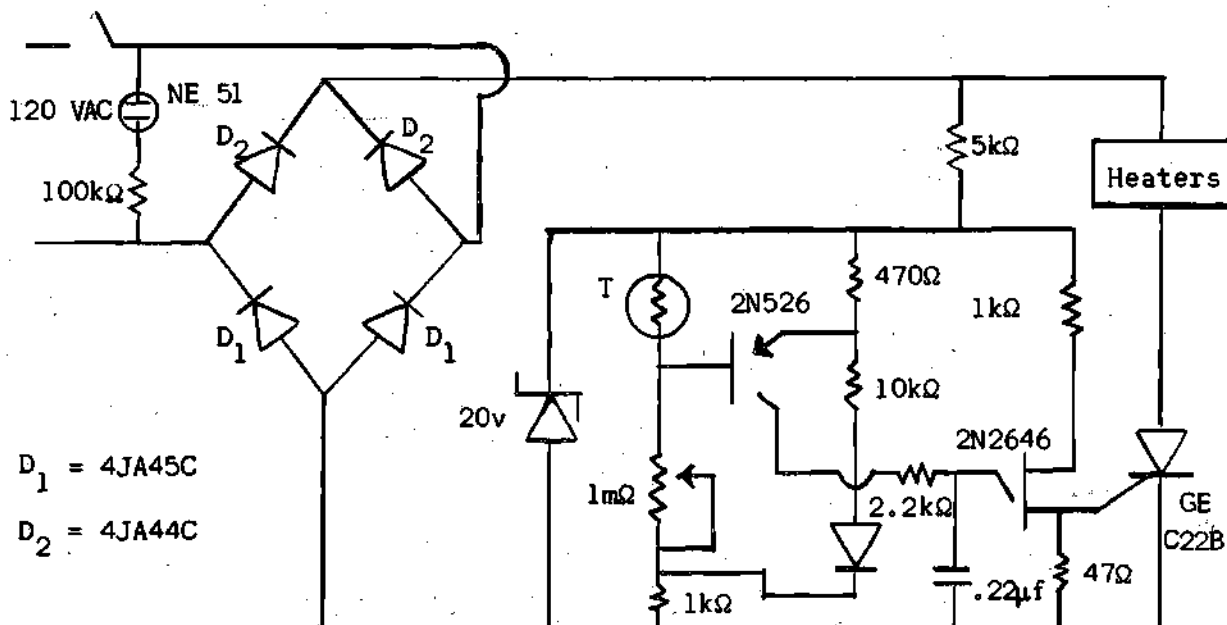 120 VAC
NE 51
100kΩ
D2
D2
D1
D1
5kΩ
Heaters
T
470Ω
2N526
1kΩ
10kΩ
20v
2N2646
1mΩ
2.2kΩ
GE
C22B
1kΩ
.22µf
47Ω
D1 = 4JA45C
D2 = 4JA44C